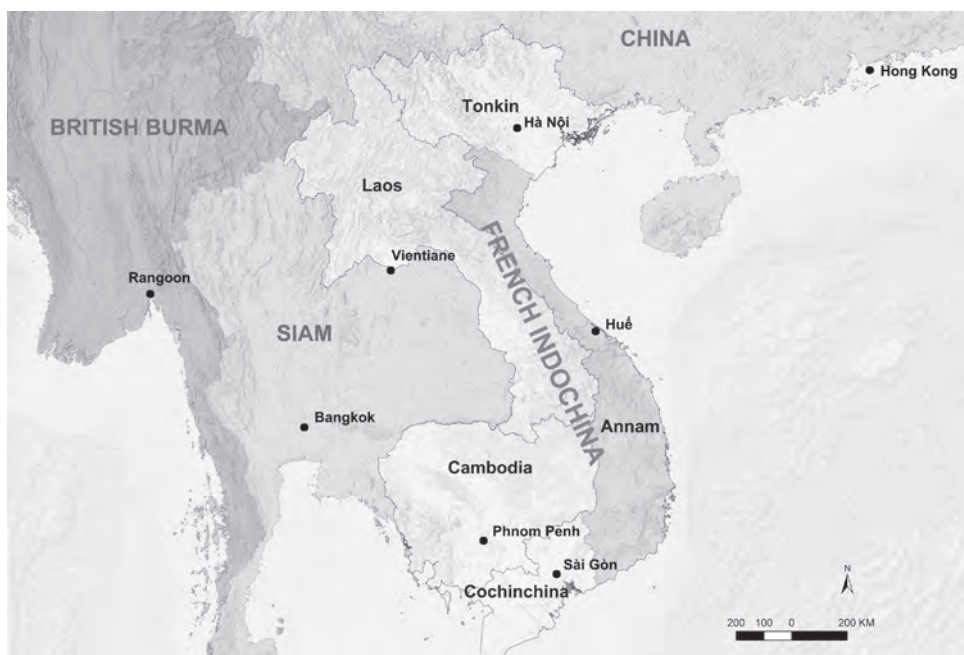 CHINA
Hong Kong
Tonkin
Hà Nội
BRITISH BURMA
Laos
FRENCH INDOCHINA
Vientiane
Rangoon
SIAM
Huế
Bangkok
Annam
Cambodia
Phnom Penh
Sài Gòn
Cochinchina
N
200 100 0 200 KM